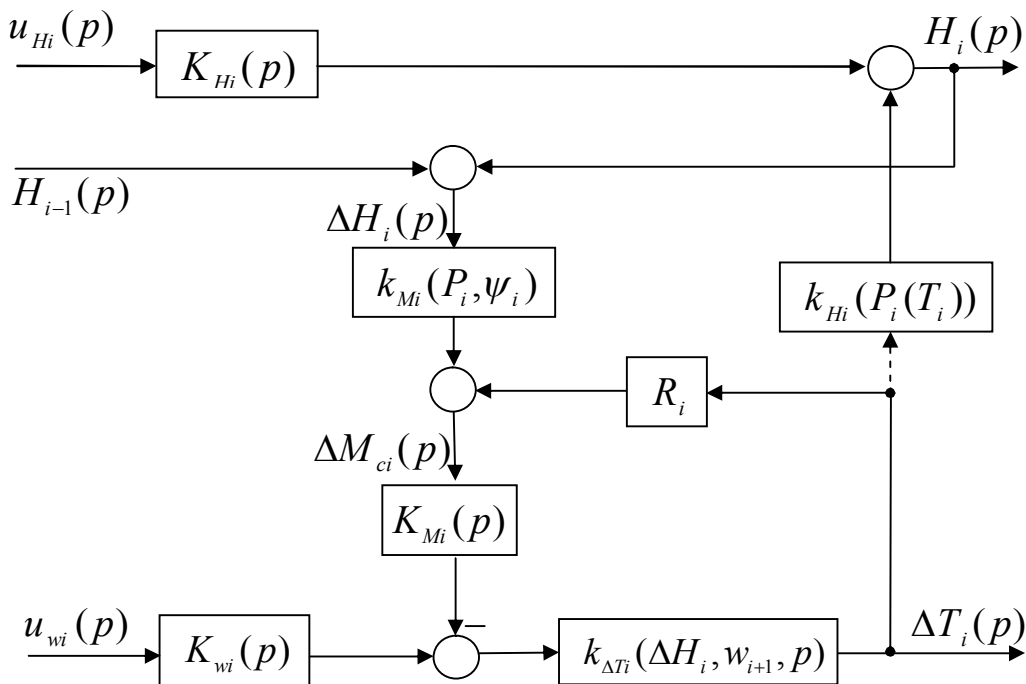 u_{Hi}(p)
K_{Hi}(p)
H_i(p)
H_{i-1}(p)
ΔH_i(p)
k_{Mi}(P_i,ψ_i)
k_{Hi}(P_i(T_i))
R_i
ΔM_{ci}(p)
K_{Mi}(p)
−
u_{wi}(p)
K_{wi}(p)
k_{ΔTi}(ΔH_i,w_{i+1},p)
ΔT_i(p)